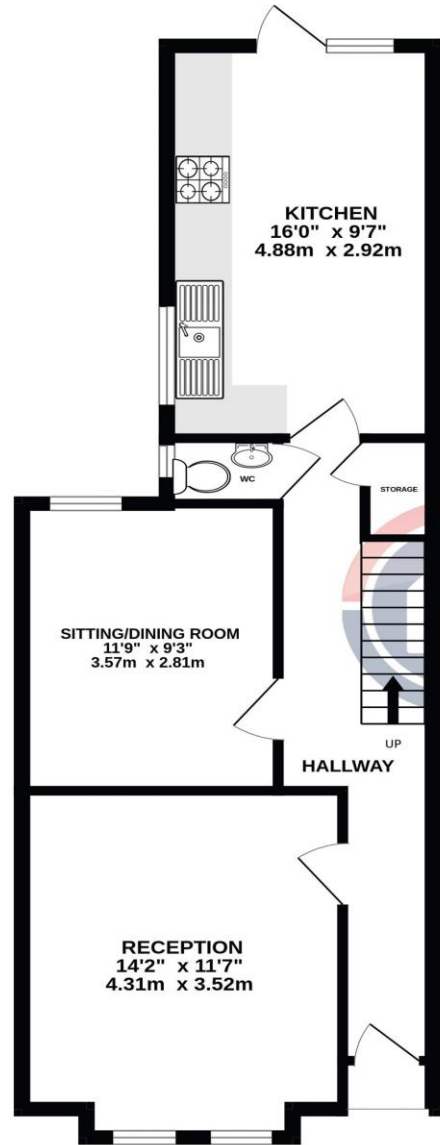 KITCHEN
16'0" x 9'7"
4.88m x 2.92m
WC
STORAGE
SITTING/DINING ROOM
11'9" x 9'3"
3.57m x 2.81m
UP
HALLWAY
RECEPTION
14'2" x 11'7"
4.31m x 3.52m